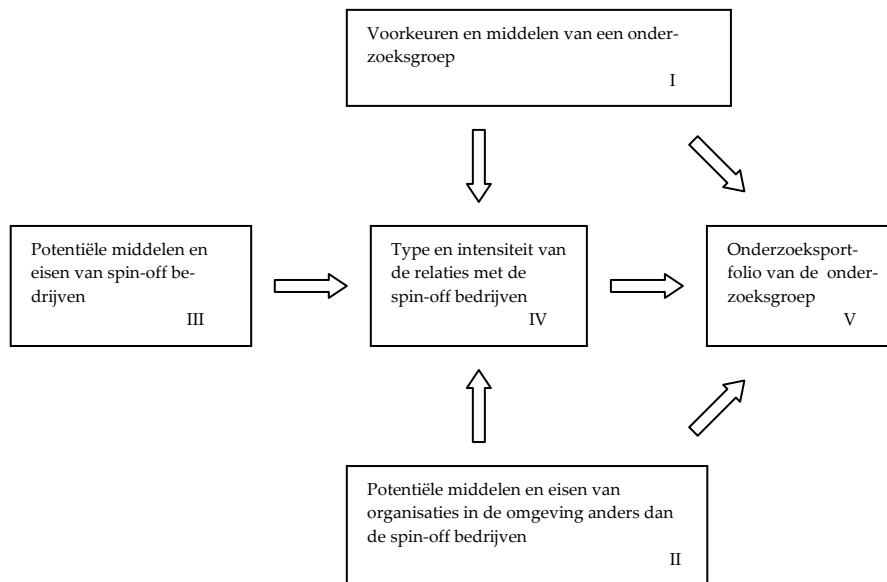 Voorkeuren en middelen van een onder-
zoeksgroep
I
Potentiële middelen en
eisen van spin-off be-
drijven
III
Type en intensiteit van
de relaties met de
spin-off bedrijven
IV
Onderzoeksport-
folio van de onder-
zoeksgroep
V
Potentiële middelen en eisen van
organisaties in de omgeving anders dan
de spin-off bedrijven
II